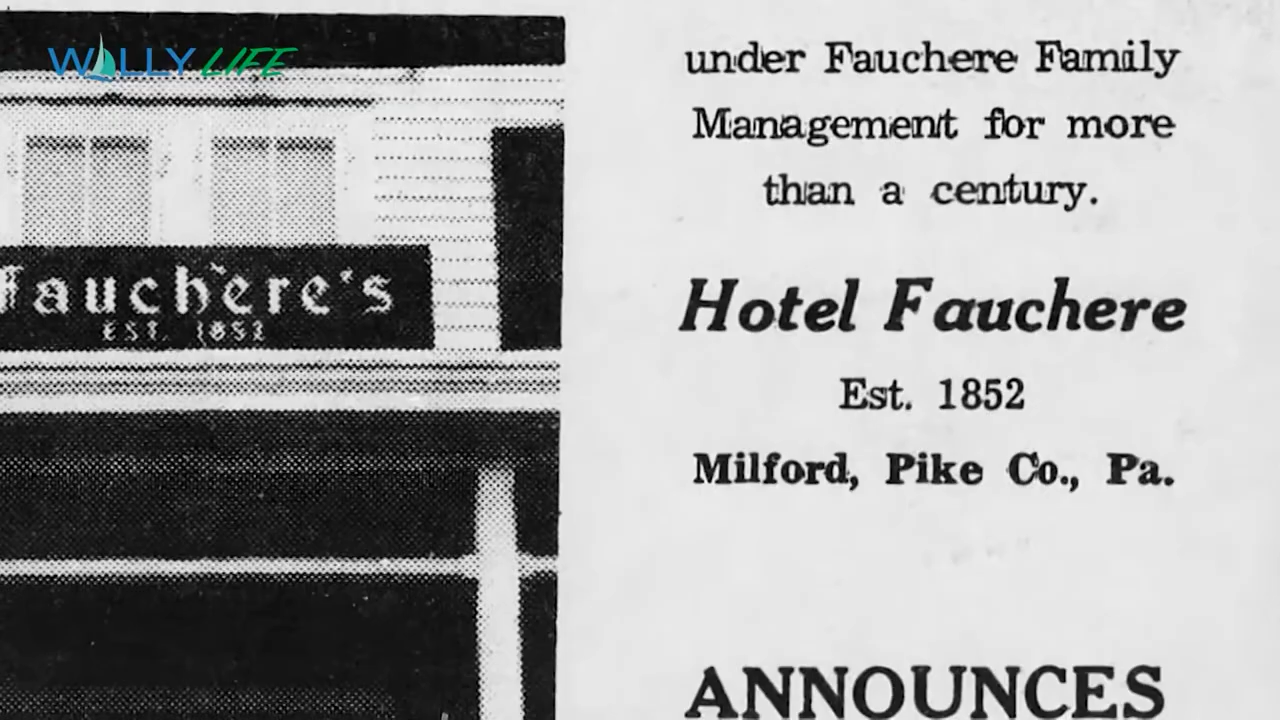 WALLY LIFE
under Fauchere Family
Management for more
than a century.
Fauchère's
EST. 1852
Hotel Fauchere
Est. 1852
Milford, Pike Co., Pa.
ANNOUNCES